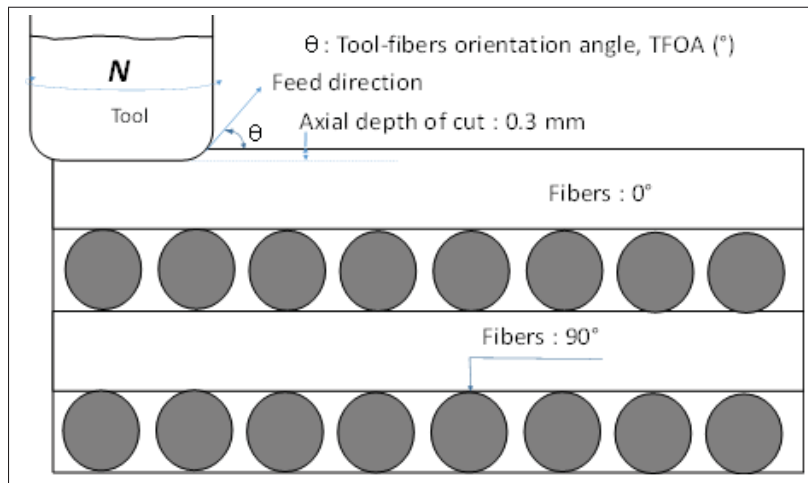 θ : Tool-fibers orientation angle, TFOA (°)
N
Feed direction
Tool
θ
Axial depth of cut : 0.3 mm
Fibers : 0°
Fibers : 90°